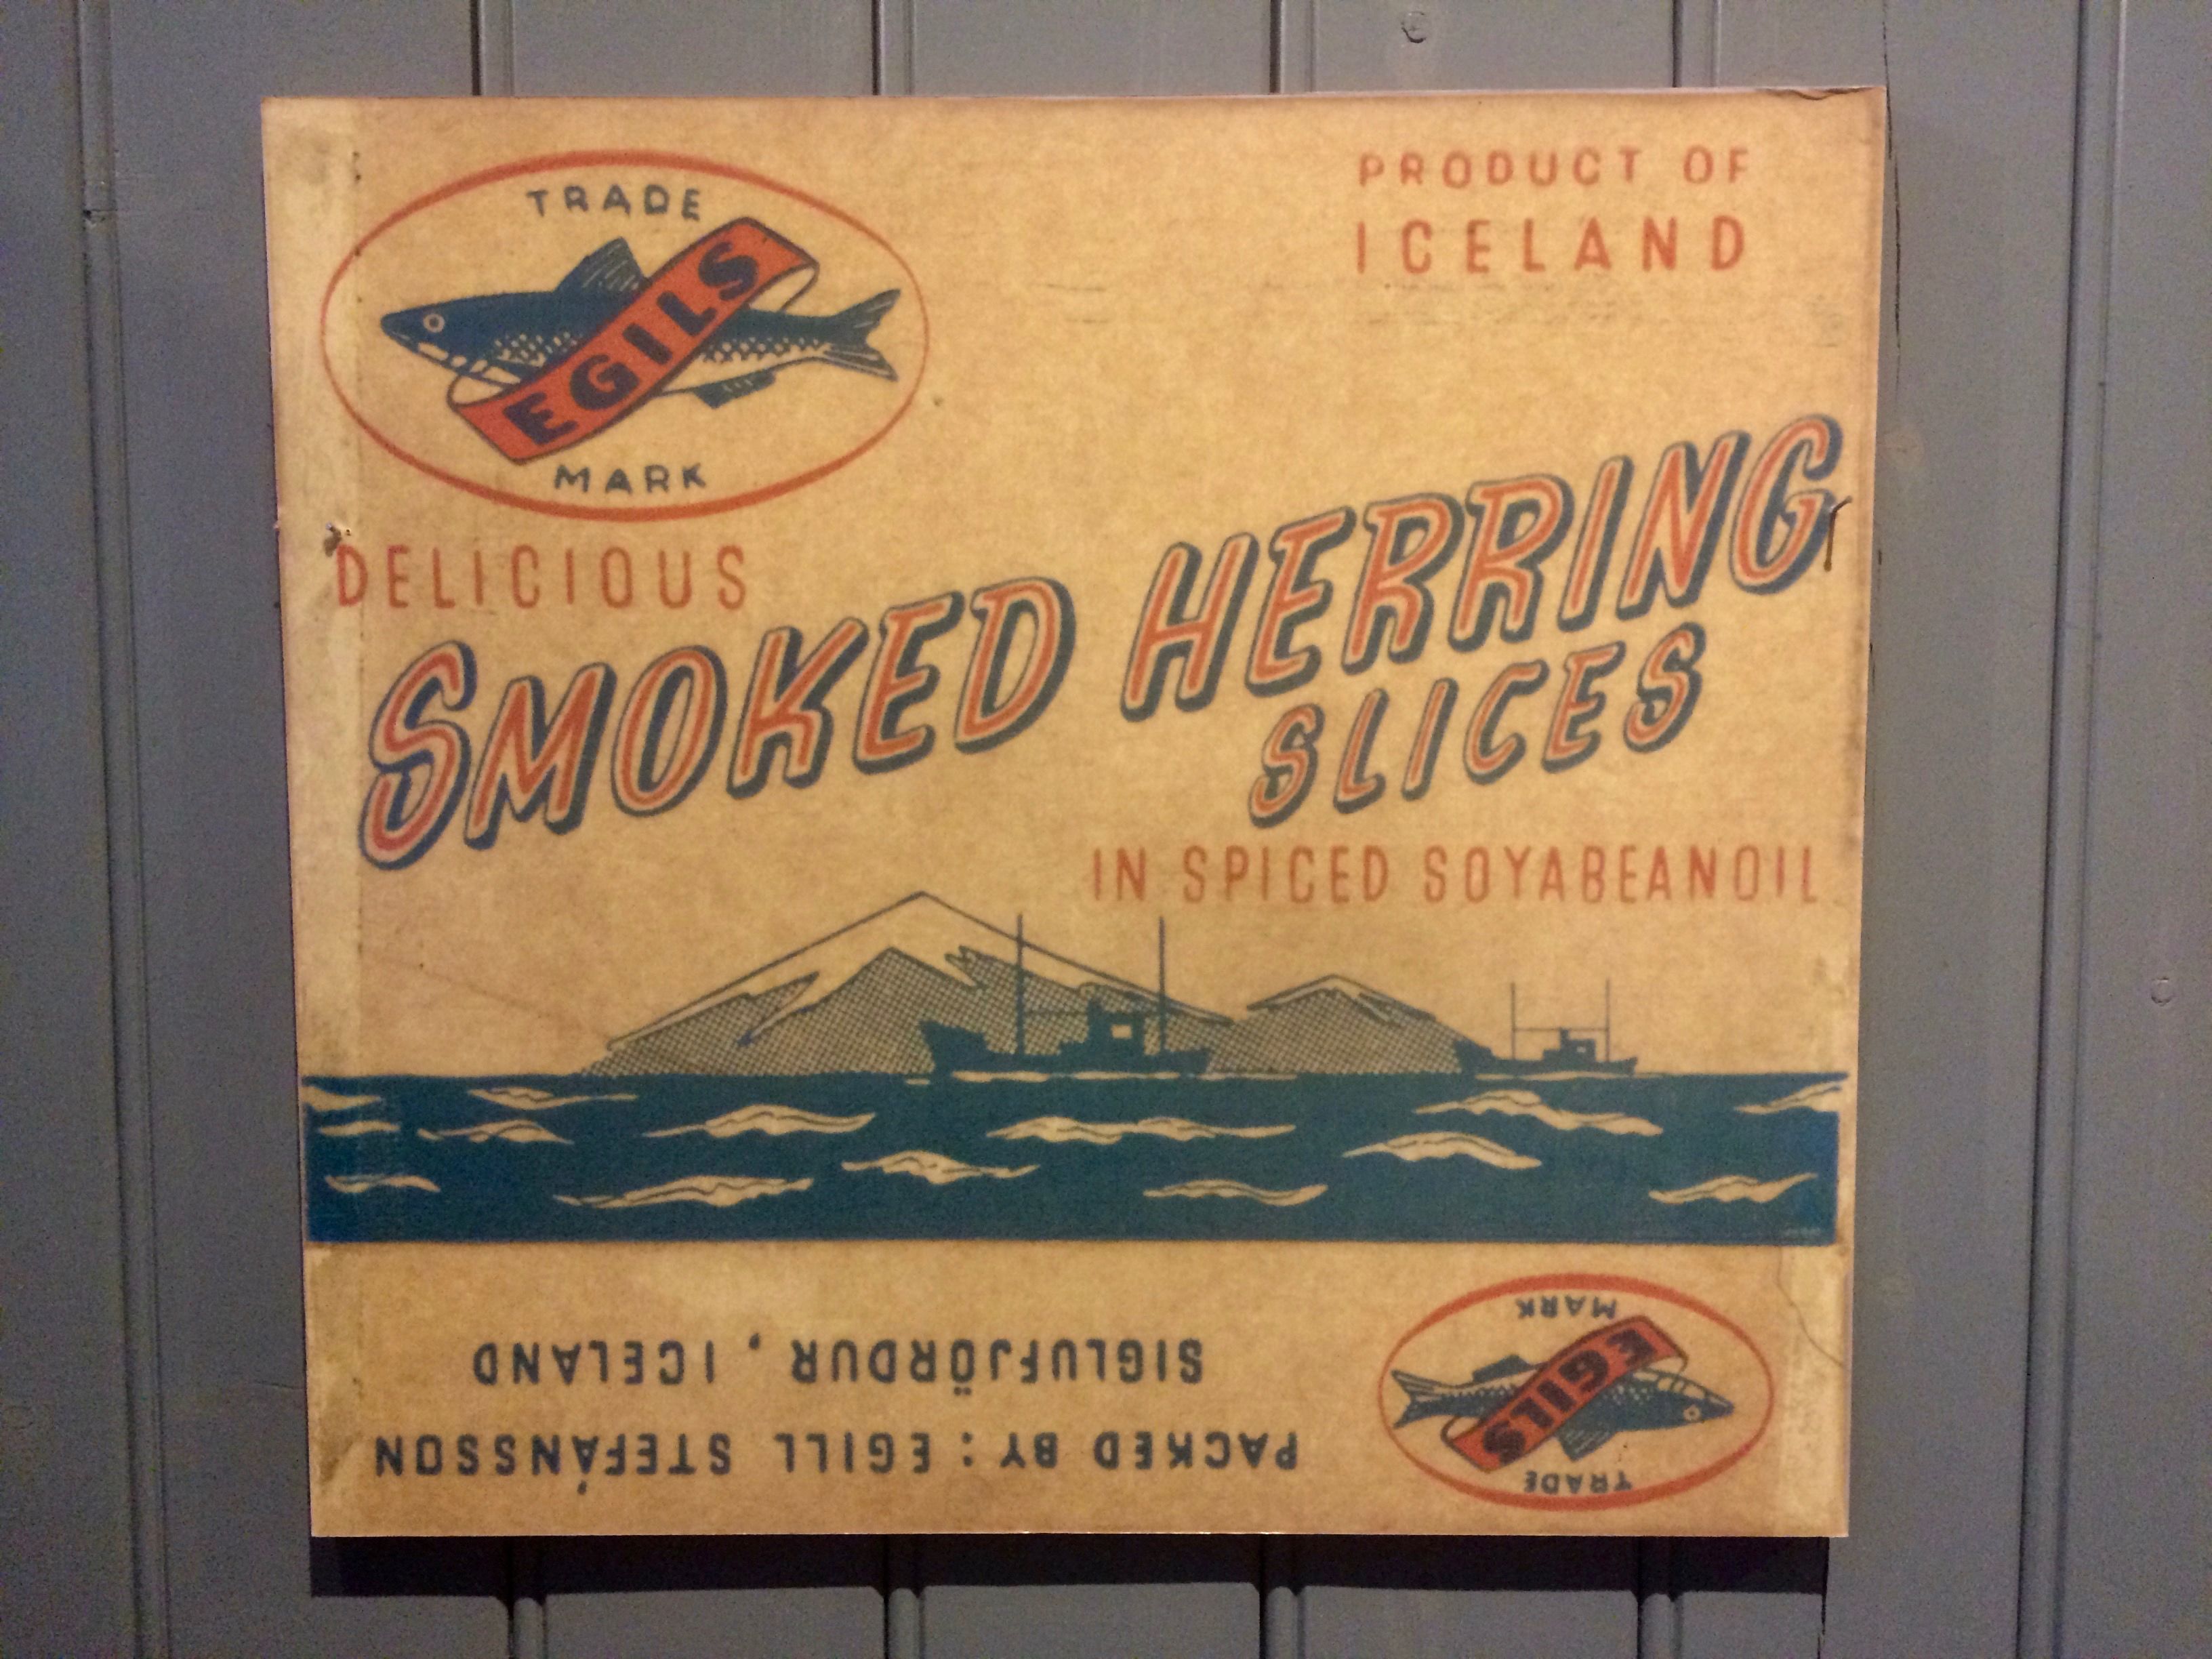 TRADE
EGILS
MARK
PRODUCT OF
ICELAND
DELICIOUS
SMOKED HERRING
SLICES
IN SPICED SOYABEANOIL
TRADE
EGILS
MARK
PACKED BY: EGILL STEFÁNSSON
SIGLUFJÖRDUR, ICELAND